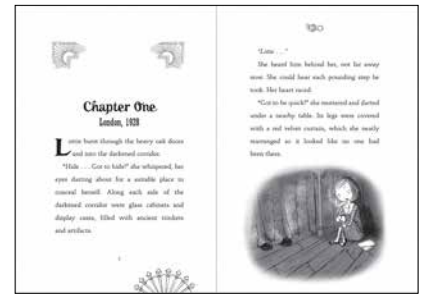 Chapter One
London, 1928
Lottie burst through the heavy oak doors
and into the darkened corridor.
“Hide . . . Got to hide!” she whispered, her
eyes darting about for a suitable place to
conceal herself. Along each side of the
darkened corridor were glass cabinets and
display cases, filled with ancient trinkets
and artifacts.
“Lottie . . .”
She heard him behind her, not far away
now. She could hear each pounding step he
took. Her heart raced.
“Got to be quick!” she muttered and darted
under a nearby table. Its legs were covered
with a red velvet curtain, which she neatly
rearranged so it looked like no one had
been there.